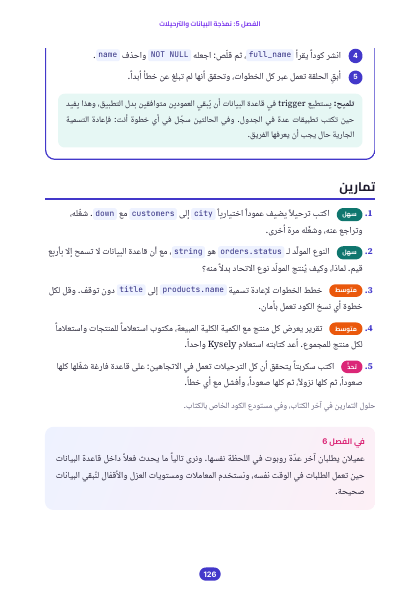 الفصل 5: نمذجة البيانات والترحيلات
4 انشر كوداً يقرأ full_name، ثم قلّص: اجعله NOT NULL واحذف name.
5 أبقِ الحلقة تعمل عبر كل الخطوات، وتحقق أنها لم تبلغ عن خطأ أبداً.
تلميح: يستطيع trigger في قاعدة البيانات أن يُبقي العمودين متوافقين بدل التطبيق، وهذا يفيد
حين تكتب تطبيقات عدة في الجدول. وفي الحالتين سجّل في أي خطوة أنت: فإعادة التسمية
الجارية حال يجب أن يعرفها الفريق.
تمارين
1. سهل اكتب ترحيلاً يضيف عموداً اختيارياً city إلى customers مع down. شغّله،
وتراجع عنه، وشغّله مرة أخرى.
2. سهل النوع المولّد لـ orders.status هو string، مع أن قاعدة البيانات لا تسمح إلا بأربع
قيم. لماذا، وكيف يُنتج المولّد نوع الاتحاد بدلاً منه؟
3. متوسط خطط الخطوات لإعادة تسمية products.name إلى title دون توقف. وقل لكل
خطوة أي نسخ الكود تعمل بأمان.
4. متوسط تقرير يعرض كل منتج مع الكمية الكلية المبيعة، مكتوب استعلاماً للمنتجات واستعلاماً
لكل منتج للمجموع. أعد كتابته استعلام Kysely واحداً.
5. تحدٍّ اكتب سكربتاً يتحقق أن كل الترحيلات تعمل في الاتجاهين: على قاعدة فارغة شغّلها كلها
صعوداً، ثم كلها نزولاً، ثم كلها صعوداً، وأفشل مع أي خطأ.
حلول التمارين في آخر الكتاب، وفي مستودع الكود الخاص بالكتاب.
في الفصل 6
عميلان يطلبان آخر عدّة روبوت في اللحظة نفسها. ونرى تالياً ما يحدث فعلاً داخل قاعدة البيانات
حين تعمل الطلبات في الوقت نفسه، ونستخدم المعاملات ومستويات العزل والأقفال لتُبقي البيانات
صحيحة.
126